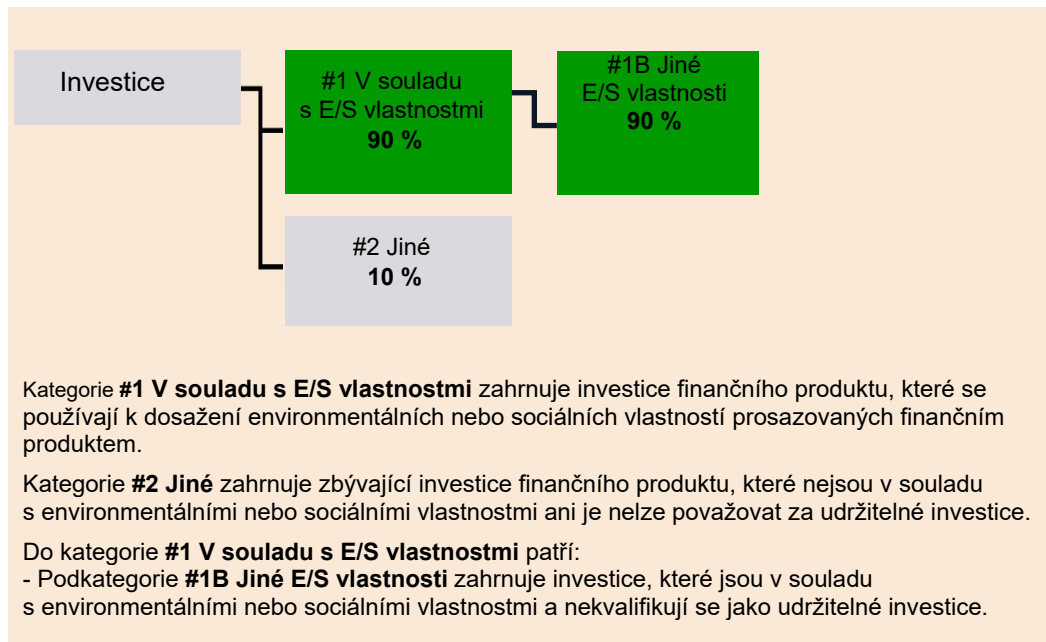 Investice
#1 V souladu
s E/S vlastnostmi
90 %
#1B Jiné
E/S vlastnosti
90 %
#2 Jiné
10 %
Kategorie #1 V souladu s E/S vlastnostmi zahrnuje investice finančního produktu, které se
používají k dosažení environmentálních nebo sociálních vlastností prosazovaných finančním
produktem.
Kategorie #2 Jiné zahrnuje zbývající investice finančního produktu, které nejsou v souladu
s environmentálními nebo sociálními vlastnostmi ani je nelze považovat za udržitelné investice.
Do kategorie #1 V souladu s E/S vlastnostmi patří:
- Podkategorie #1B Jiné E/S vlastnosti zahrnuje investice, které jsou v souladu
s environmentálními nebo sociálními vlastnostmi a nekvalifikují se jako udržitelné investice.